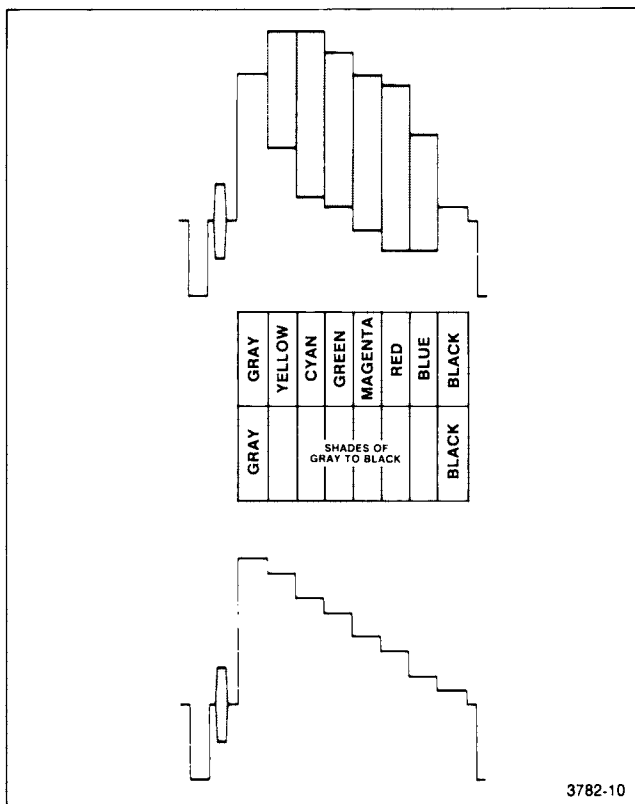 GRAY
YELLOW
CYAN
GREEN
MAGENTA
RED
BLUE
BLACK
GRAY
SHADES OF
GRAY TO BLACK
BLACK
3782-10